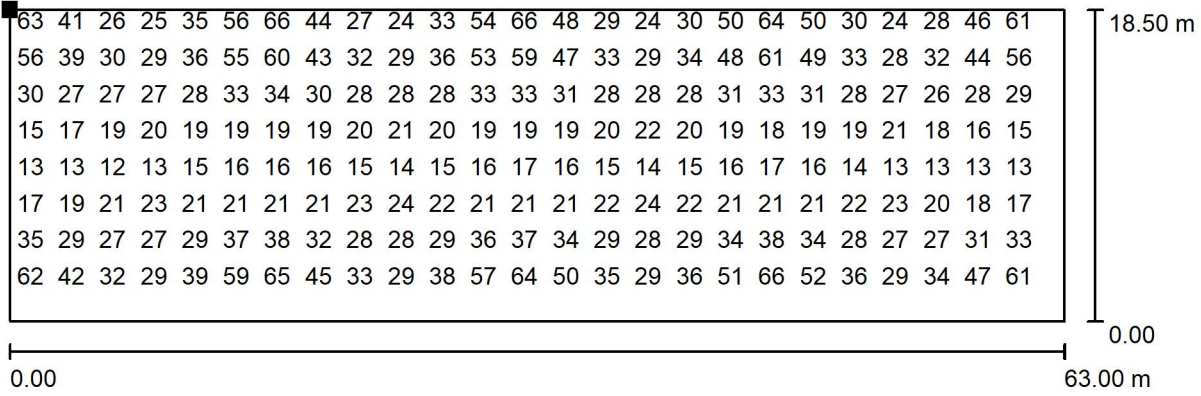 63 41 26 25 35 56 66 44 27 24 33 54 66 48 29 24 30 50 64 50 30 24 28 46 61
18.50 m
56 39 30 29 36 55 60 43 32 29 36 53 59 47 33 29 34 48 61 49 33 28 32 44 56
30 27 27 27 28 33 34 30 28 28 28 33 33 31 28 28 28 31 33 31 28 27 26 28 29
15 17 19 20 19 19 19 19 20 21 20 19 19 19 20 22 20 19 18 19 19 21 18 16 15
13 13 12 13 15 16 16 16 15 14 15 16 17 16 15 14 15 16 17 16 14 13 13 13 13
17 19 21 23 21 21 21 21 23 24 22 21 21 21 22 24 22 21 21 21 22 23 20 18 17
35 29 27 27 29 37 38 32 28 28 29 36 37 34 29 28 29 34 38 34 28 27 27 31 33
62 42 32 29 39 59 65 45 33 29 38 57 64 50 35 29 36 51 66 52 36 29 34 47 61
0.00
0.00
63.00 m